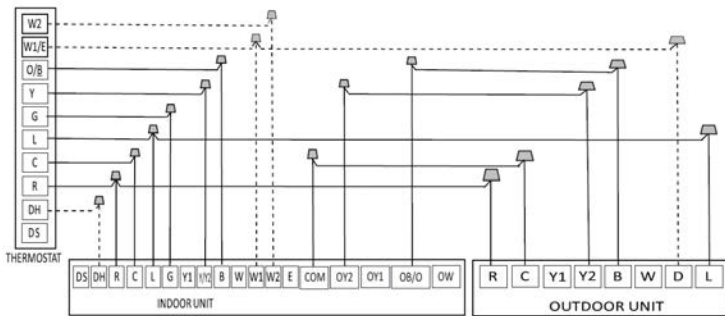 W2
W1/E
O/B
Y
G
L
C
R
DH
DS
THERMOSTAT
DS DH R C L G Y1 Y/Y2 B W W1 W2 E COM OY2 OY1 OB/O OW
INDOOR UNIT
R C Y1 Y2 B W D L
OUTDOOR UNIT